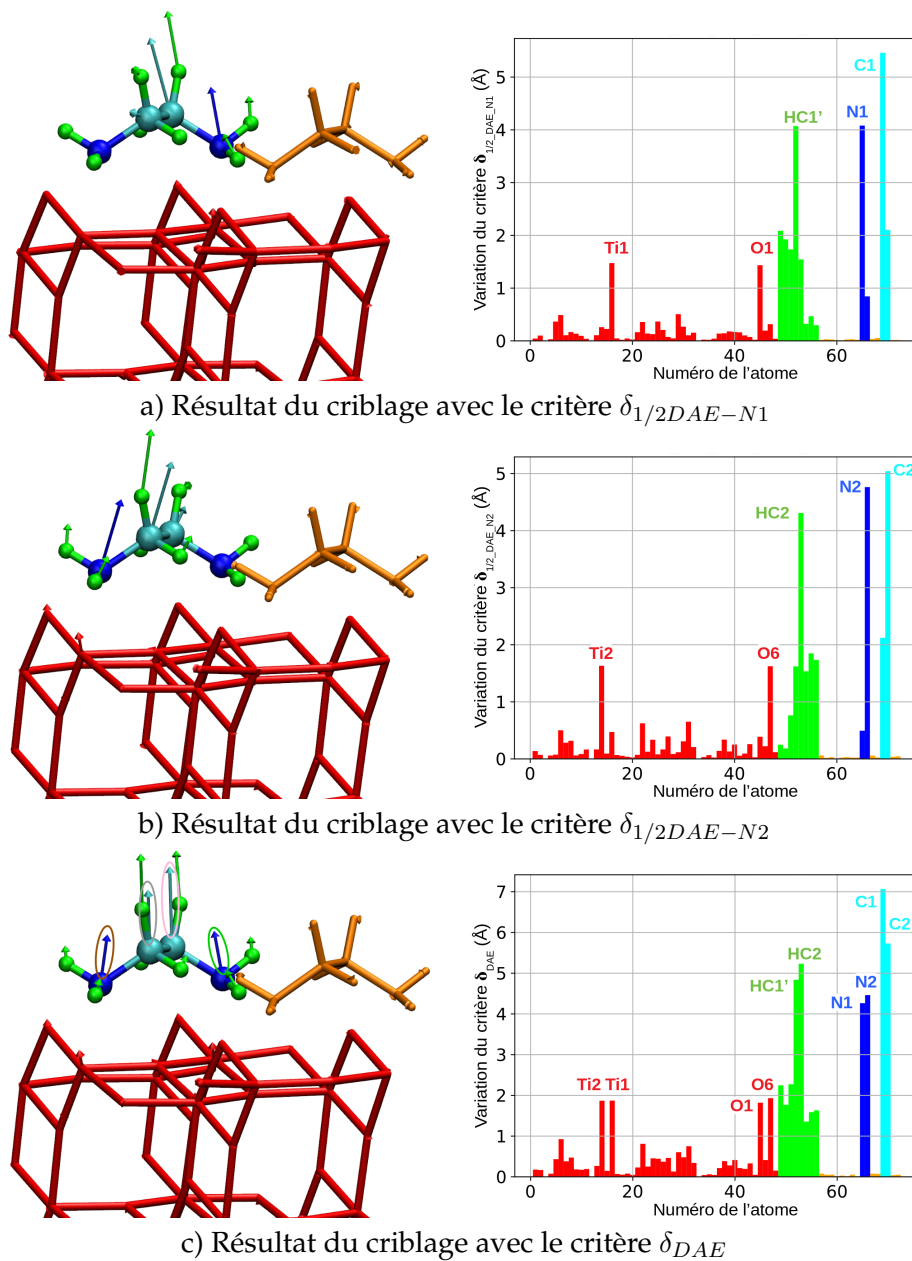 Variation du critère δ1/2_DAE_N1 (Å)
5
4
3
2
1
0
C1
N1
HC1’
Ti1
O1
0 20 40 60
Numéro de l’atome
a) Résultat du criblage avec le critère δ1/2DAE−N1
Variation du critère δ1/2_DAE_N2 (Å)
5
4
3
2
1
0
C2
N2
HC2
Ti2
O6
0 20 40 60
Numéro de l’atome
b) Résultat du criblage avec le critère δ1/2DAE−N2
Variation du critère δDAE (Å)
7
6
5
4
3
2
1
0
C1
C2
HC2
HC1’
N2
N1
Ti2 Ti1
O6
O1
0 20 40 60
Numéro de l’atome
c) Résultat du criblage avec le critère δDAE